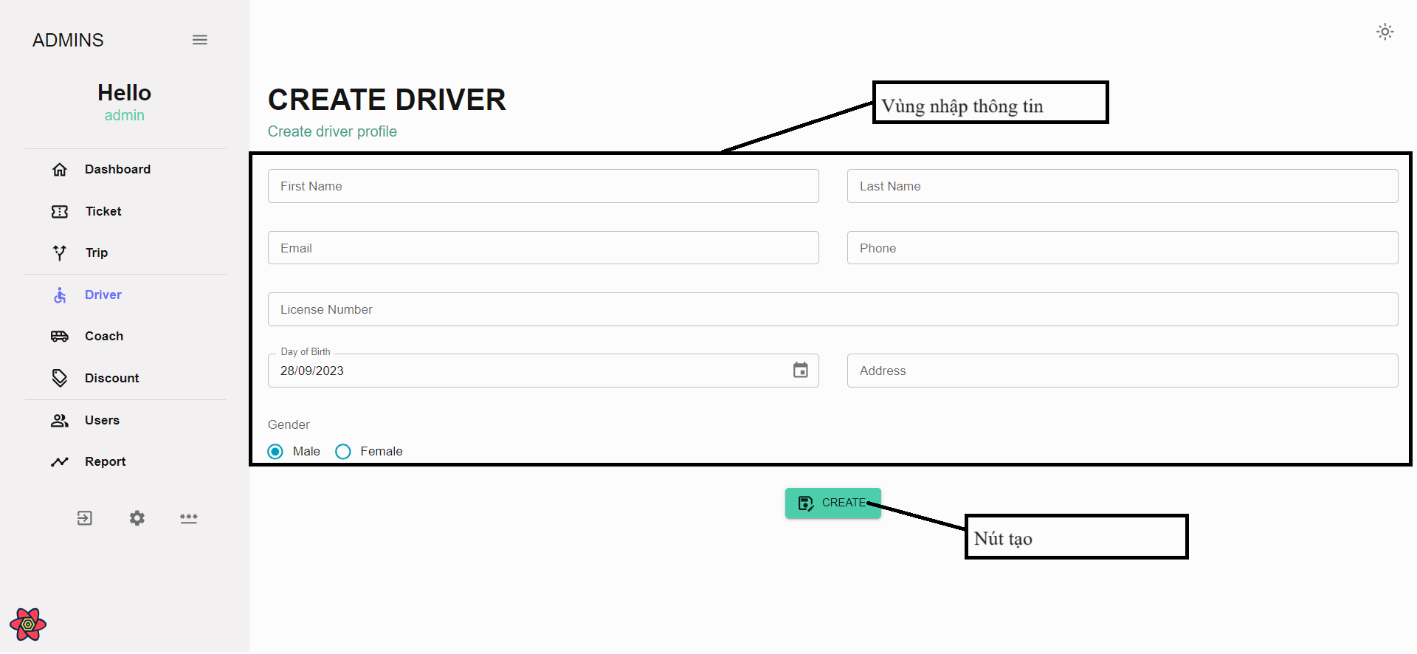 ADMINS
Hello
admin
Dashboard
Ticket
Trip
Driver
Coach
Discount
Users
Report
***
CREATE DRIVER
Create driver profile
Vùng nhập thông tin
First Name
Last Name
Email
Phone
License Number
Day of Birth
28/09/2023
Address
Gender
Male Female
CREATE
Nút tạo